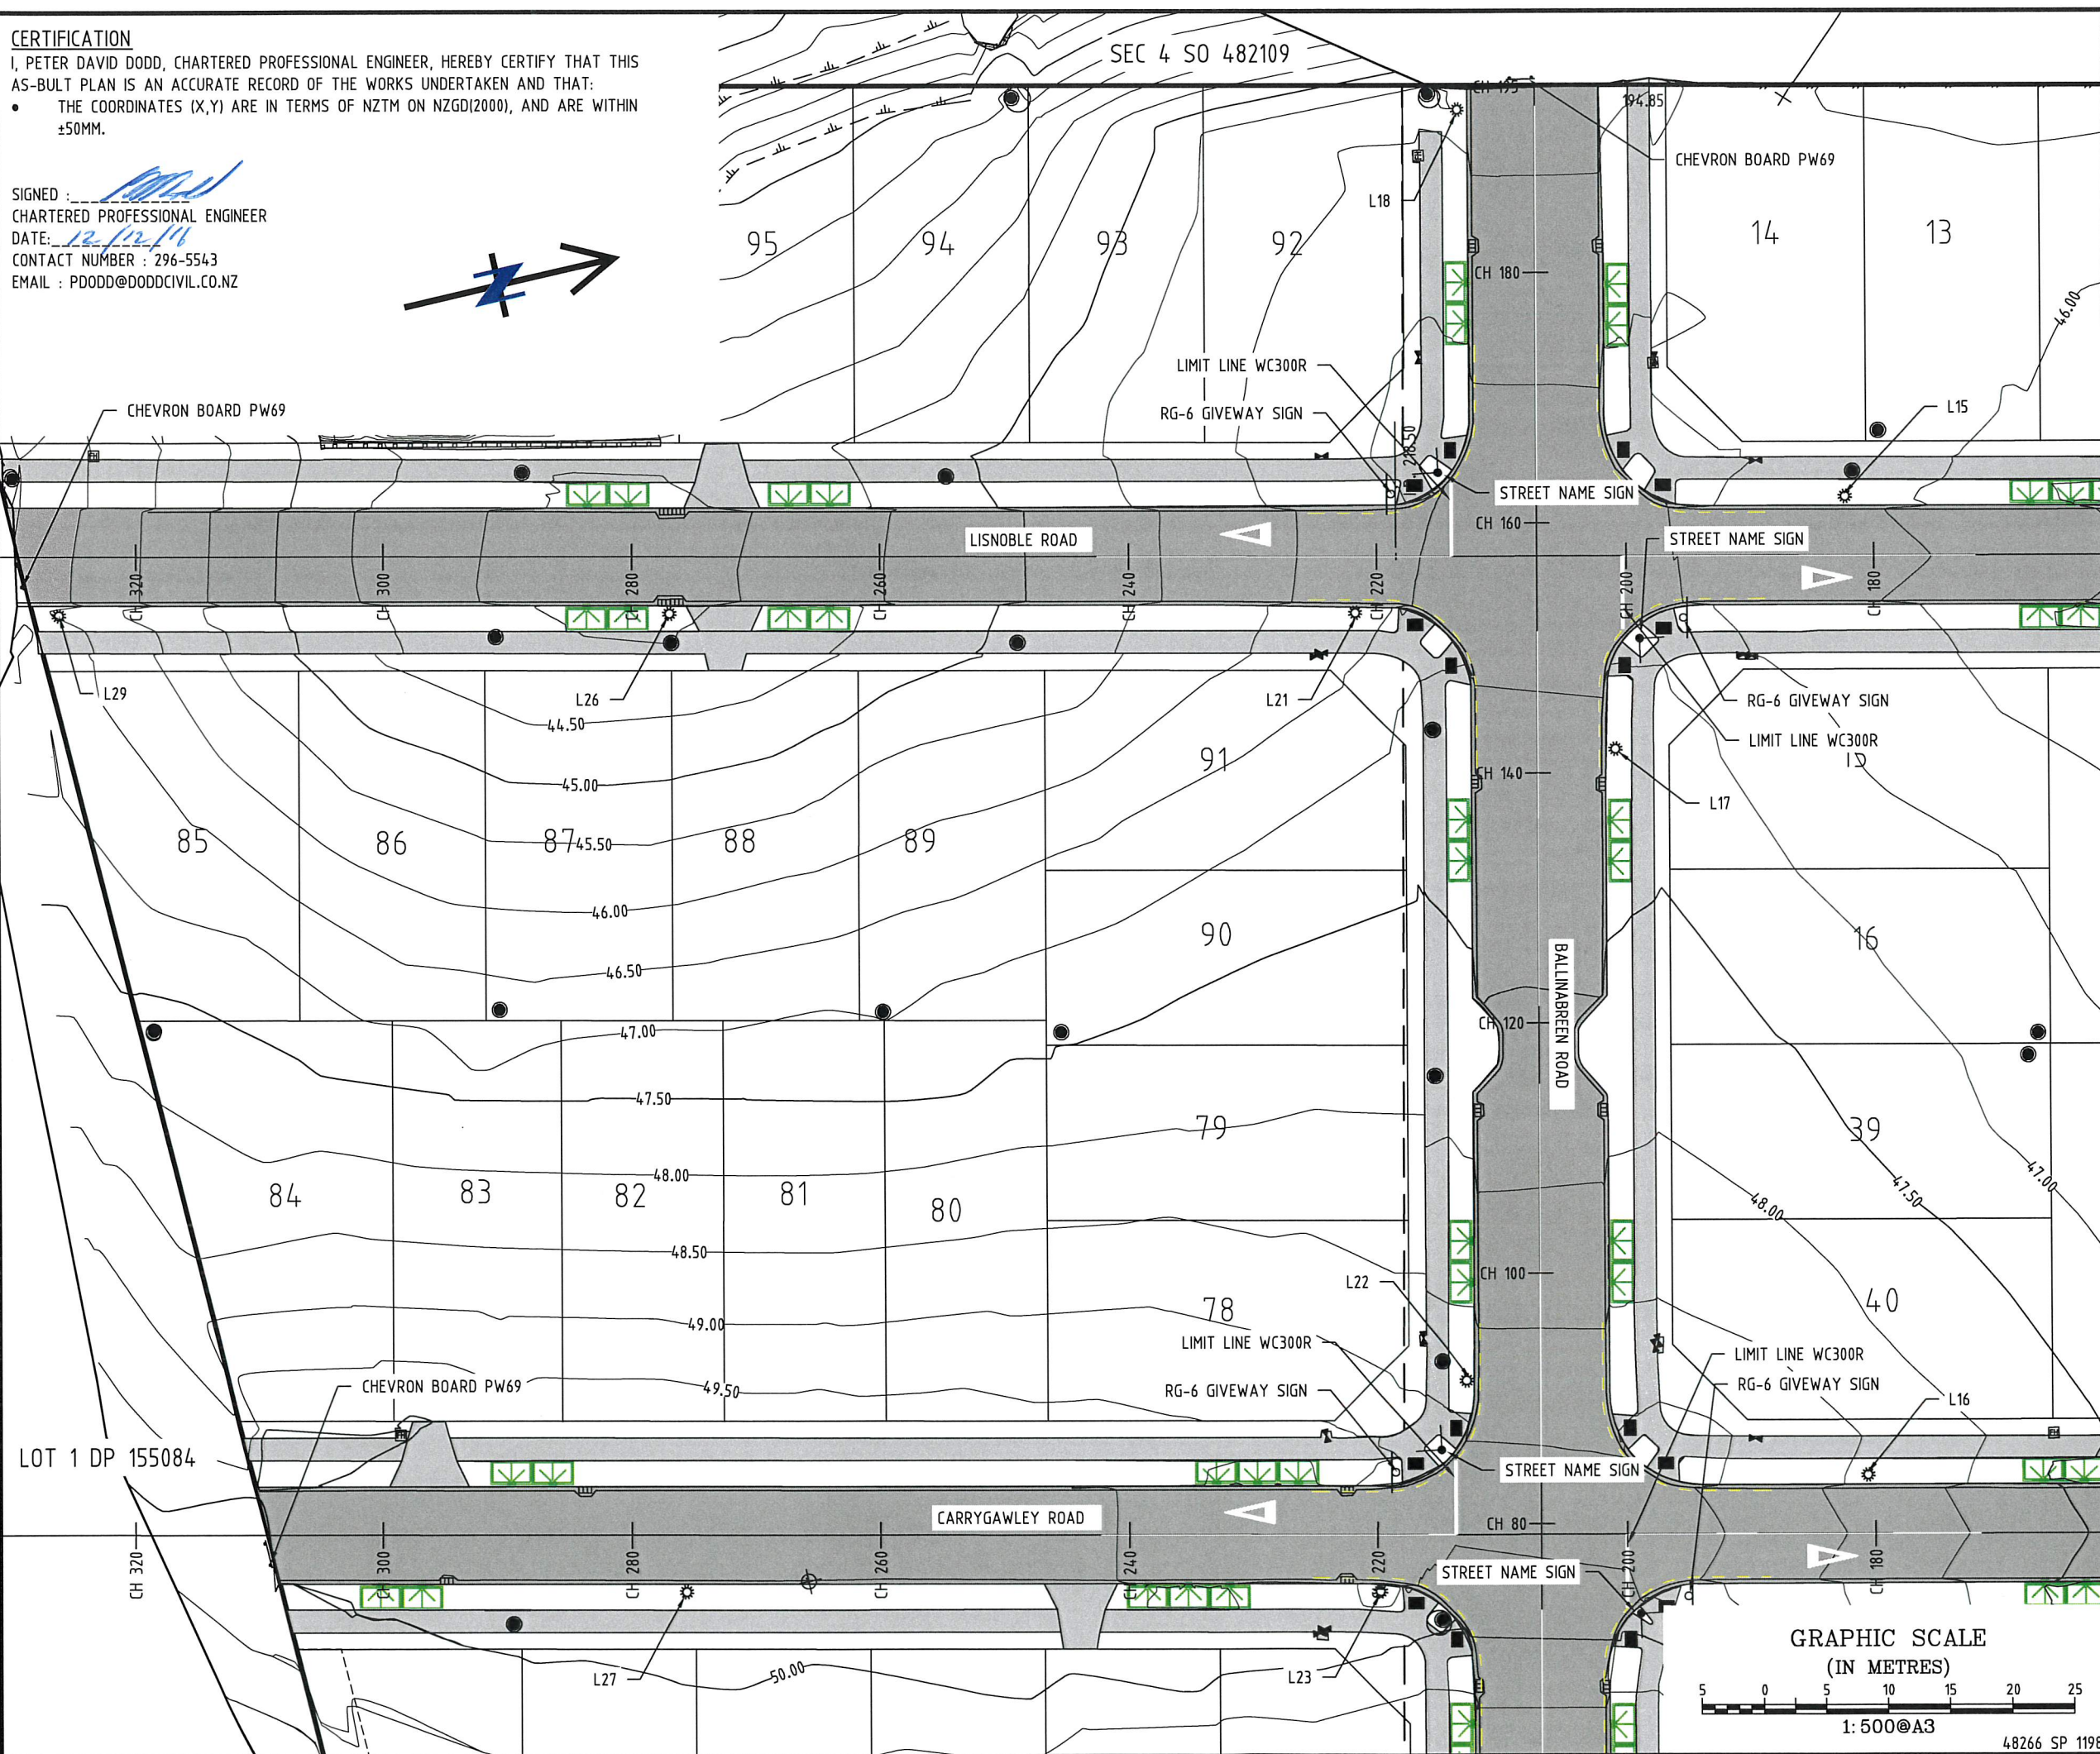 CERTIFICATION
I, PETER DAVID DODD, CHARTERED PROFESSIONAL ENGINEER, HEREBY CERTIFY THAT THIS
AS-BULT PLAN IS AN ACCURATE RECORD OF THE WORKS UNDERTAKEN AND THAT:
• THE COORDINATES (X,Y) ARE IN TERMS OF NZTM ON NZGD(2000), AND ARE WITHIN
±50MM.
SIGNED :
CHARTERED PROFESSIONAL ENGINEER
DATE: 12/12/16
CONTACT NUMBER : 296-5543
EMAIL : PDODD@DODDCIVIL.CO.NZ
SEC 4 SO 482109
CH 195
194.85
CHEVRON BOARD PW69
L18
95
94
93
92
14
13
CH 180
46.00
LIMIT LINE WC300R
RG-6 GIVEWAY SIGN
CHEVRON BOARD PW69
L15
218.50
STREET NAME SIGN
CH 160
LISNOBLE ROAD
STREET NAME SIGN
CH 320
CH 300
CH 280
CH 260
CH 240
CH 220
CH 200
CH 180
L29
L26
L21
RG-6 GIVEWAY SIGN
44.50
LIMIT LINE WC300R
91
15
CH 140
45.00
L17
85
86
87
45.50
88
89
46.00
90
16
46.50
BALLINABREEN ROAD
47.00
CH 120
47.50
79
39
48.00
47.00
84
83
82
81
80
47.50
48.00
48.50
L22
CH 100
78
40
49.00
LIMIT LINE WC300R
LIMIT LINE WC300R
CHEVRON BOARD PW69
49.50
RG-6 GIVEWAY SIGN
RG-6 GIVEWAY SIGN
L16
LOT 1 DP 155084
STREET NAME SIGN
CARRYGAWLEY ROAD
CH 80
STREET NAME SIGN
CH 320
CH 300
CH 280
CH 260
CH 240
CH 220
CH 200
CH 180
L27
50.00
L23
GRAPHIC SCALE
(IN METRES)
5 0 5 10 15 20 25
1:500@A3
48266 SP 1198